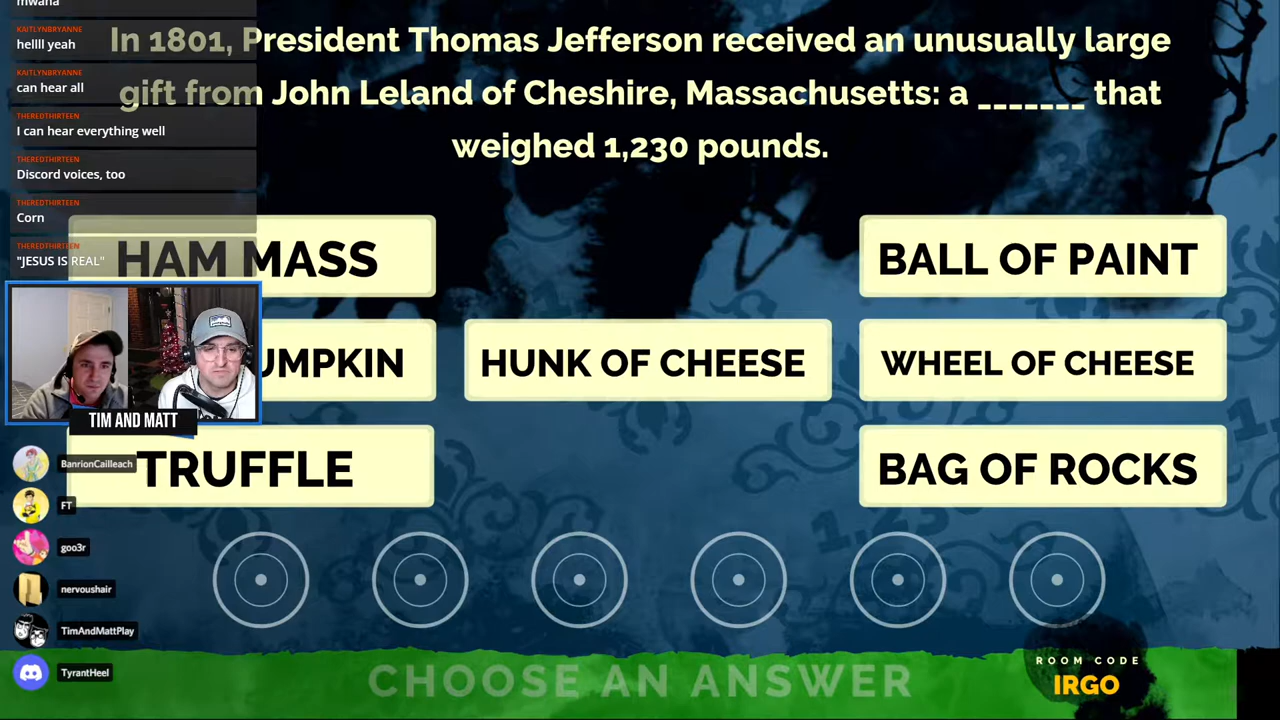 mwana
KAITLYNBRYANNE
hellll yeah
KAITLYNBRYANNE
can hear all
THEREDTHIRTEEN
I can hear everything well
THEREDTHIRTEEN
Discord voices, too
THEREDTHIRTEEN
Corn
THEREDTHIRTEEN
"JESUS IS REAL"
In 1801, President Thomas Jefferson received an unusually large
gift from John Leland of Cheshire, Massachusetts: a _______ that
weighed 1,230 pounds.
HAM MASS
BALL OF PAINT
UMPKIN
HUNK OF CHEESE
WHEEL OF CHEESE
TRUFFLE
BAG OF ROCKS
TIM AND MATT
BanrionCailleach
FT
goo3r
nervoushair
TimAndMattPlay
TyrantHeel
CHOOSE AN ANSWER
ROOM CODE
IRGO